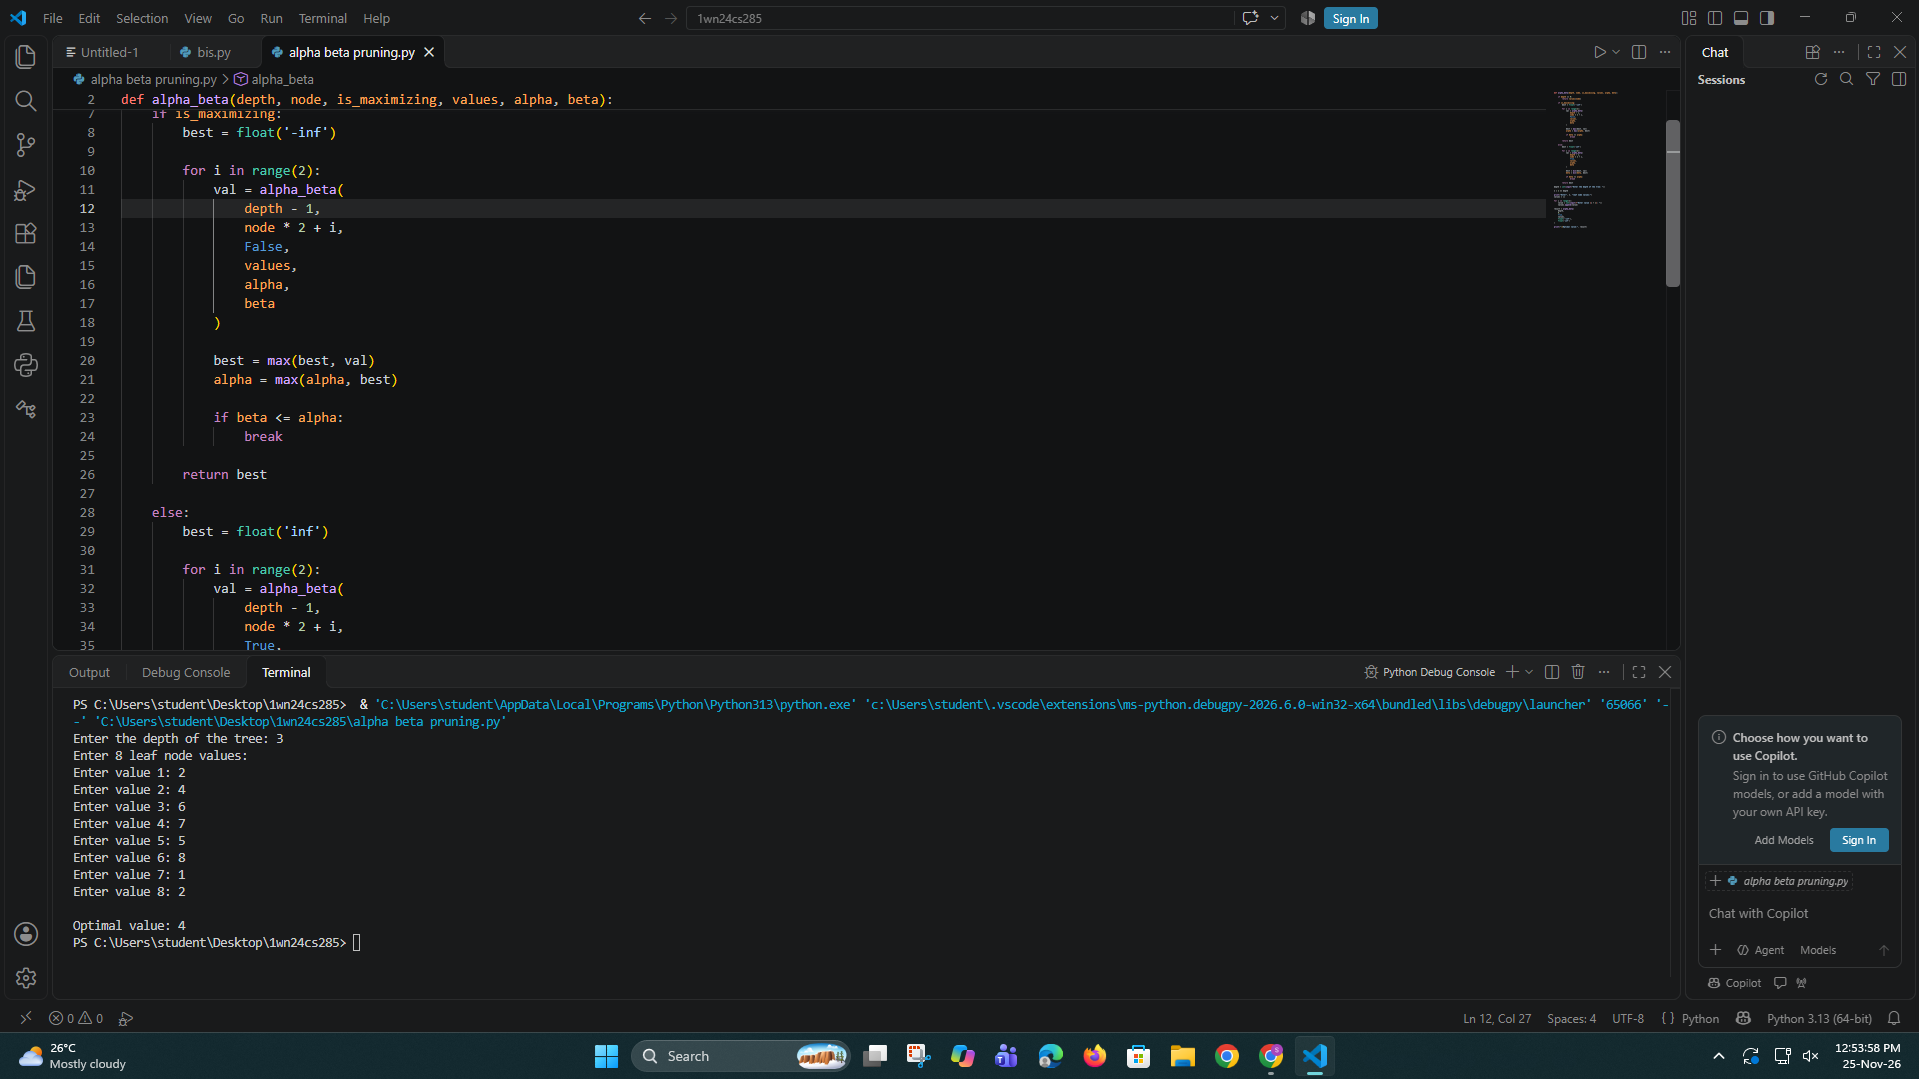 File Edit Selection View Go Run Terminal Help
1wn24cs285
Sign In
Untitled-1
bis.py
alpha beta pruning.py
alpha beta pruning.py > alpha_beta
2 def alpha_beta(depth, node, is_maximizing, values, alpha, beta):
7 if is_maximizing:
8 best = float('-inf')
9
10 for i in range(2):
11 val = alpha_beta(
12 depth - 1,
13 node * 2 + i,
14 False,
15 values,
16 alpha,
17 beta
18 )
19
20 best = max(best, val)
21 alpha = max(alpha, best)
22
23 if beta <= alpha:
24 break
25
26 return best
27
28 else:
29 best = float('inf')
30
31 for i in range(2):
32 val = alpha_beta(
33 depth - 1,
34 node * 2 + i,
35 True,
Output Debug Console Terminal
Python Debug Console
PS C:\Users\student\Desktop\1wn24cs285> & 'C:\Users\student\AppData\Local\Programs\Python\Python313\python.exe' 'c:\Users\student\.vscode\extensions\ms-python.debugpy-2026.6.0-win32-x64\bundled\libs\debugpy\launcher' '65066' '-
-' 'C:\Users\student\Desktop\1wn24cs285\alpha beta pruning.py'
Enter the depth of the tree: 3
Enter 8 leaf node values:
Enter value 1: 2
Enter value 2: 4
Enter value 3: 6
Enter value 4: 7
Enter value 5: 5
Enter value 6: 8
Enter value 7: 1
Enter value 8: 2
Optimal value: 4
PS C:\Users\student\Desktop\1wn24cs285>
Chat
Sessions
Choose how you want to
use Copilot.
Sign in to use GitHub Copilot
models, or add a model with
your own API key.
Add Models
Sign In
alpha beta pruning.py
Chat with Copilot
Agent
Models
Copilot
0 0
Ln 12, Col 27
Spaces: 4
UTF-8
{ } Python
Python 3.13 (64-bit)
26°C
Mostly cloudy
Search
12:53:58 PM
25-Nov-26